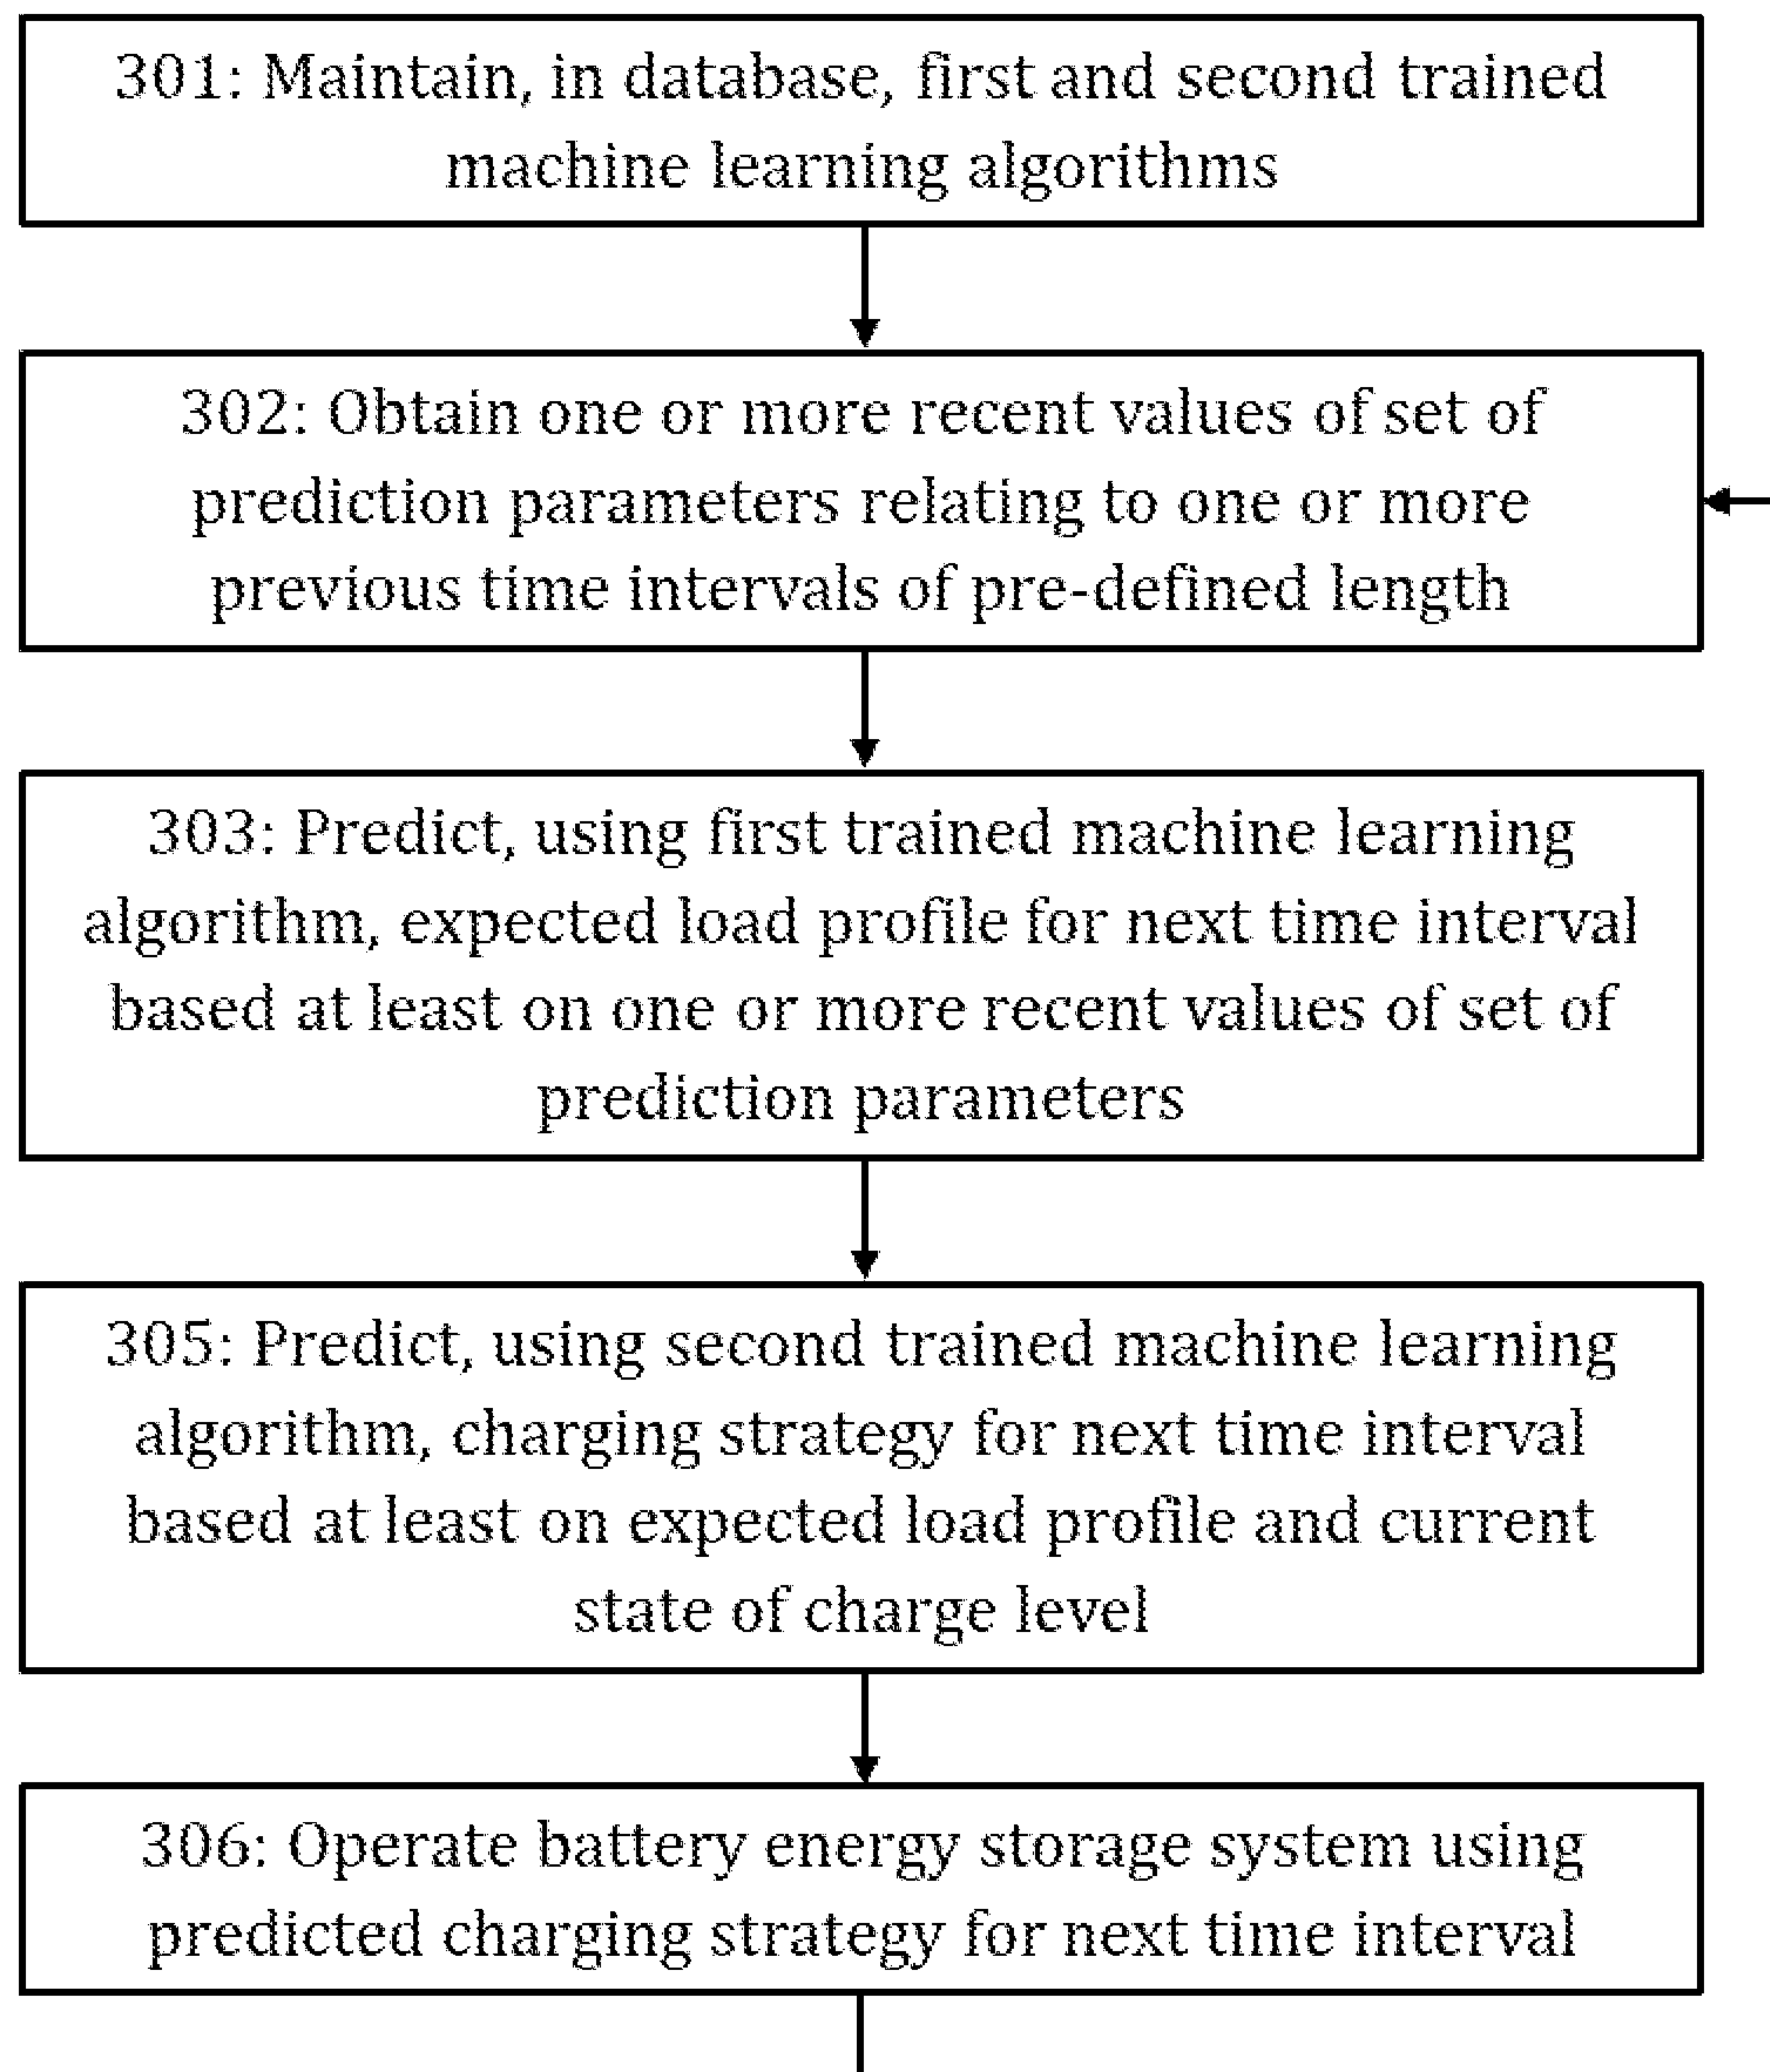 301: Maintain, in database, first and second trained
machine learning algorithms
302: Obtain one or more recent values of set of
prediction parameters relating to one or more
previous time intervals of pre-defined length
303: Predict, using first trained machine learning
algorithm, expected load profile for next time interval
based at least on one or more recent values of set of
prediction parameters
305: Predict, using second trained machine learning
algorithm, charging strategy for next time interval
based at least on expected load profile and current
state of charge level
306: Operate battery energy storage system using
predicted charging strategy for next time interval